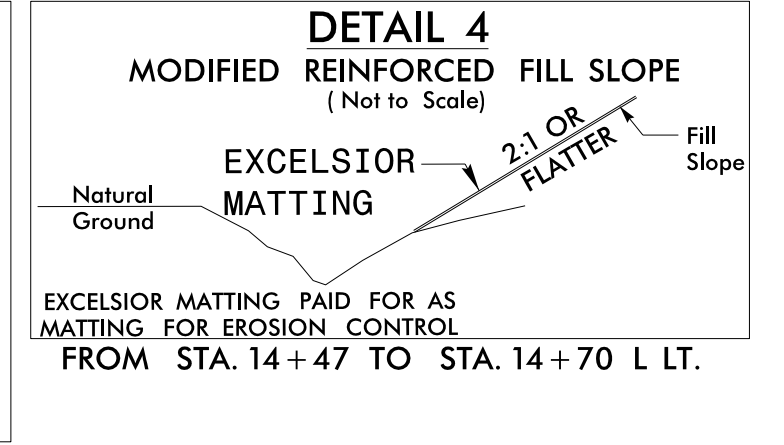 DETAIL 4
MODIFIED REINFORCED FILL SLOPE
( Not to Scale)
EXCELSIOR
MATTING
2:1 OR
FLATTER
Fill
Slope
Natural
Ground
EXCELSIOR MATTING PAID FOR AS
MATTING FOR EROSION CONTROL
FROM STA. 14+47 TO STA. 14+70 L LT.